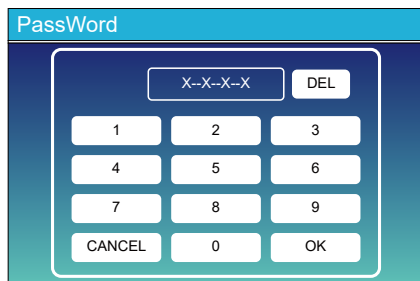 PassWord
X--X--X--X DEL
1 2 3
4 5 6
7 8 9
CANCEL 0 OK